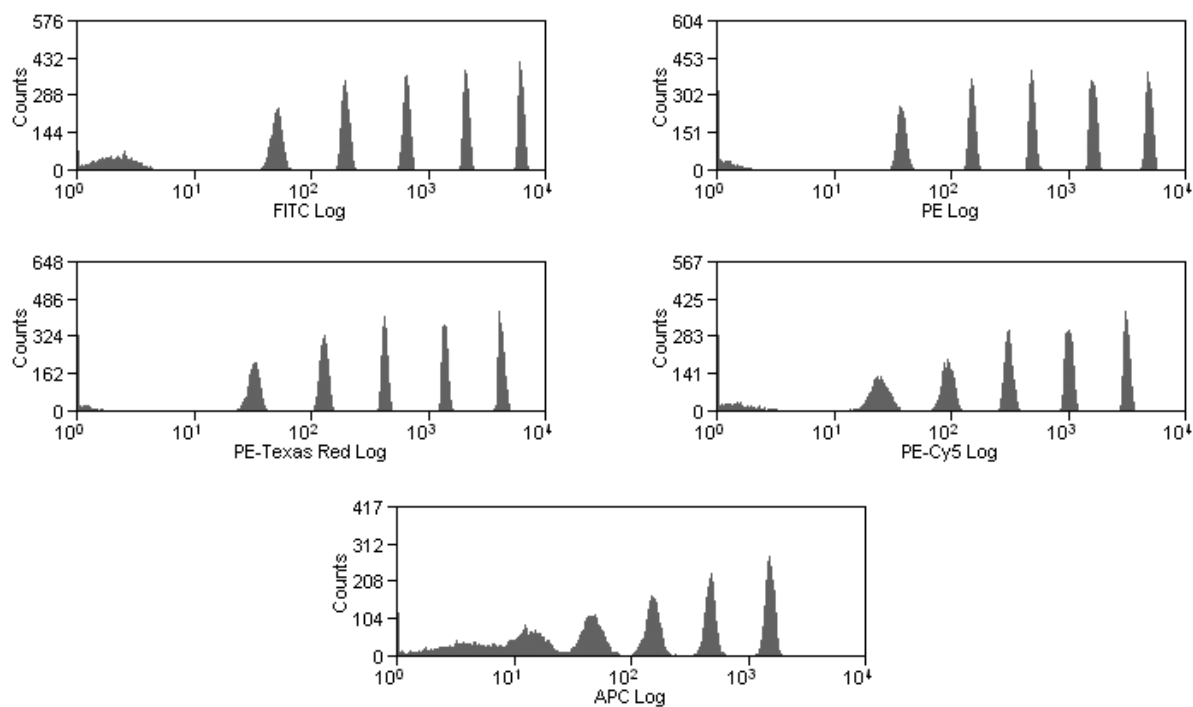 576
432
288
144
0
Counts
10⁰ 10¹ 10² 10³ 10⁴
FITC Log
604
453
302
151
0
Counts
10⁰ 10¹ 10² 10³ 10⁴
PE Log
648
486
324
162
0
Counts
10⁰ 10¹ 10² 10³ 10⁴
PE-Texas Red Log
567
425
283
141
0
Counts
10⁰ 10¹ 10² 10³ 10⁴
PE-Cy5 Log
417
312
208
104
0
Counts
10⁰ 10¹ 10² 10³ 10⁴
APC Log